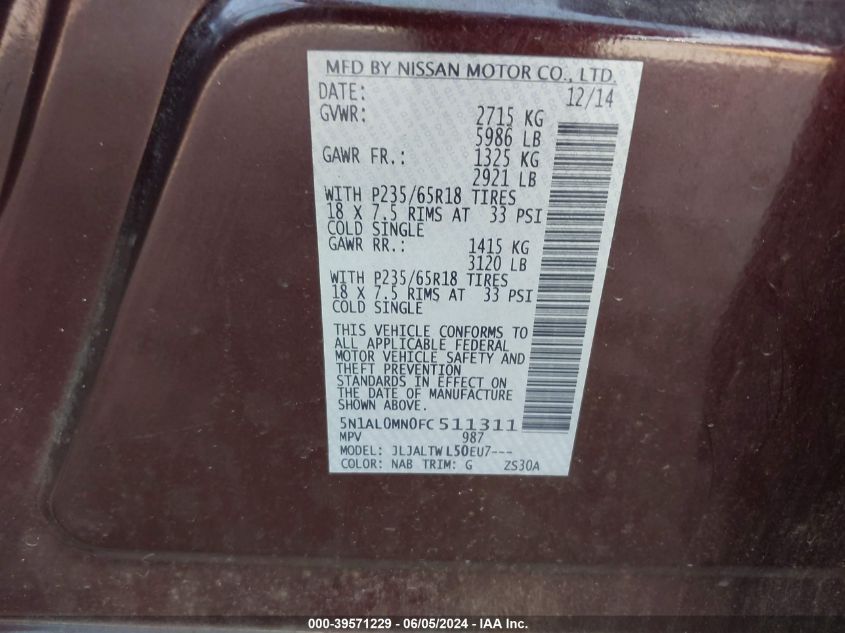 MFD BY NISSAN MOTOR CO., LTD.
DATE: 12/14
GVWR: 2715 KG
5986 LB
GAWR FR.: 1325 KG
2921 LB
WITH P235/65R18 TIRES
18 X 7.5 RIMS AT 33 PSI
COLD SINGLE
GAWR RR.: 1415 KG
3120 LB
WITH P235/65R18 TIRES
18 X 7.5 RIMS AT 33 PSI
COLD SINGLE
THIS VEHICLE CONFORMS TO
ALL APPLICABLE FEDERAL
MOTOR VEHICLE SAFETY AND
THEFT PREVENTION
STANDARDS IN EFFECT ON
THE DATE OF MANUFACTURE
SHOWN ABOVE.
5N1AL0MN0FC511311
MPV 987
MODEL: JLJALTWL50EU7---
COLOR: NAB TRIM: G ZS30A
000-39571229 - 06/05/2024 - IAA Inc.